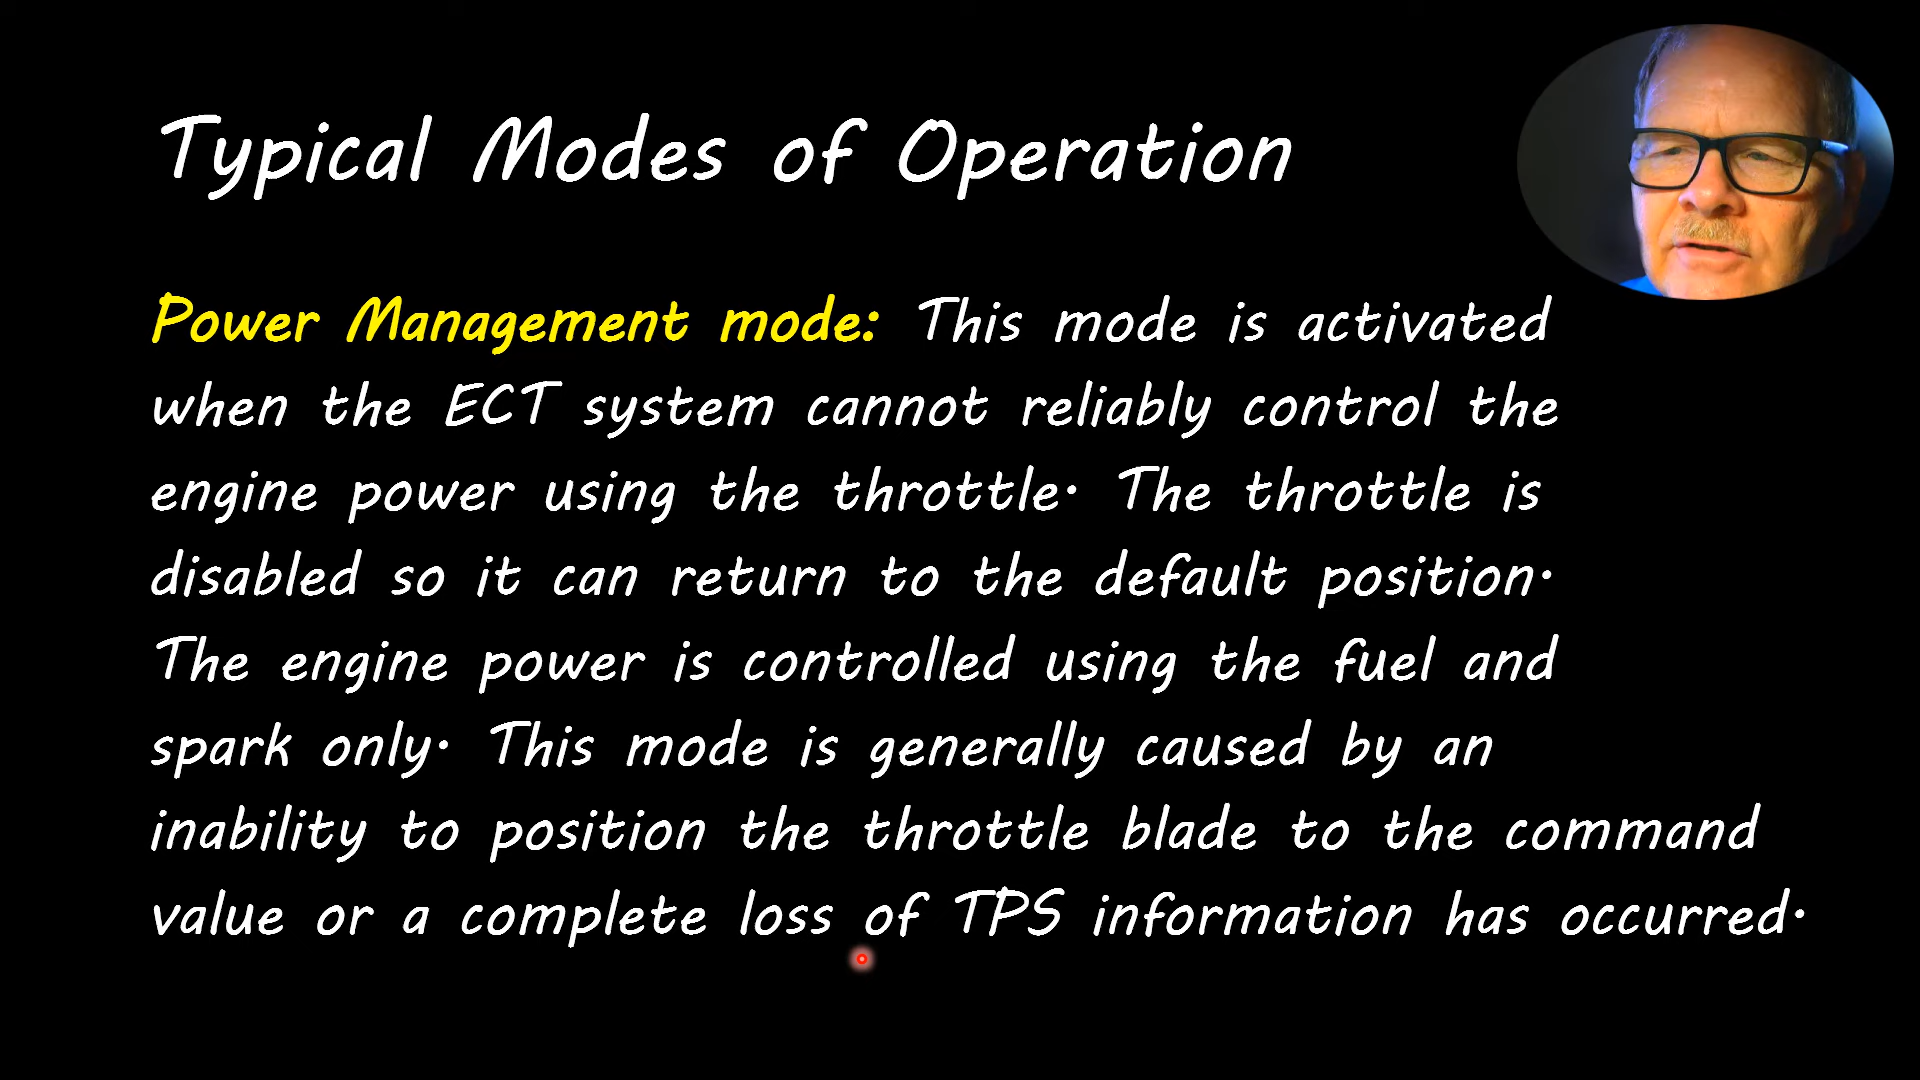 Typical Modes of Operation
Power Management mode: This mode is activated
when the ECT system cannot reliably control the
engine power using the throttle. The throttle is
disabled so it can return to the default position.
The engine power is controlled using the fuel and
spark only. This mode is generally caused by an
inability to position the throttle blade to the command
value or a complete loss of TPS information has occurred.